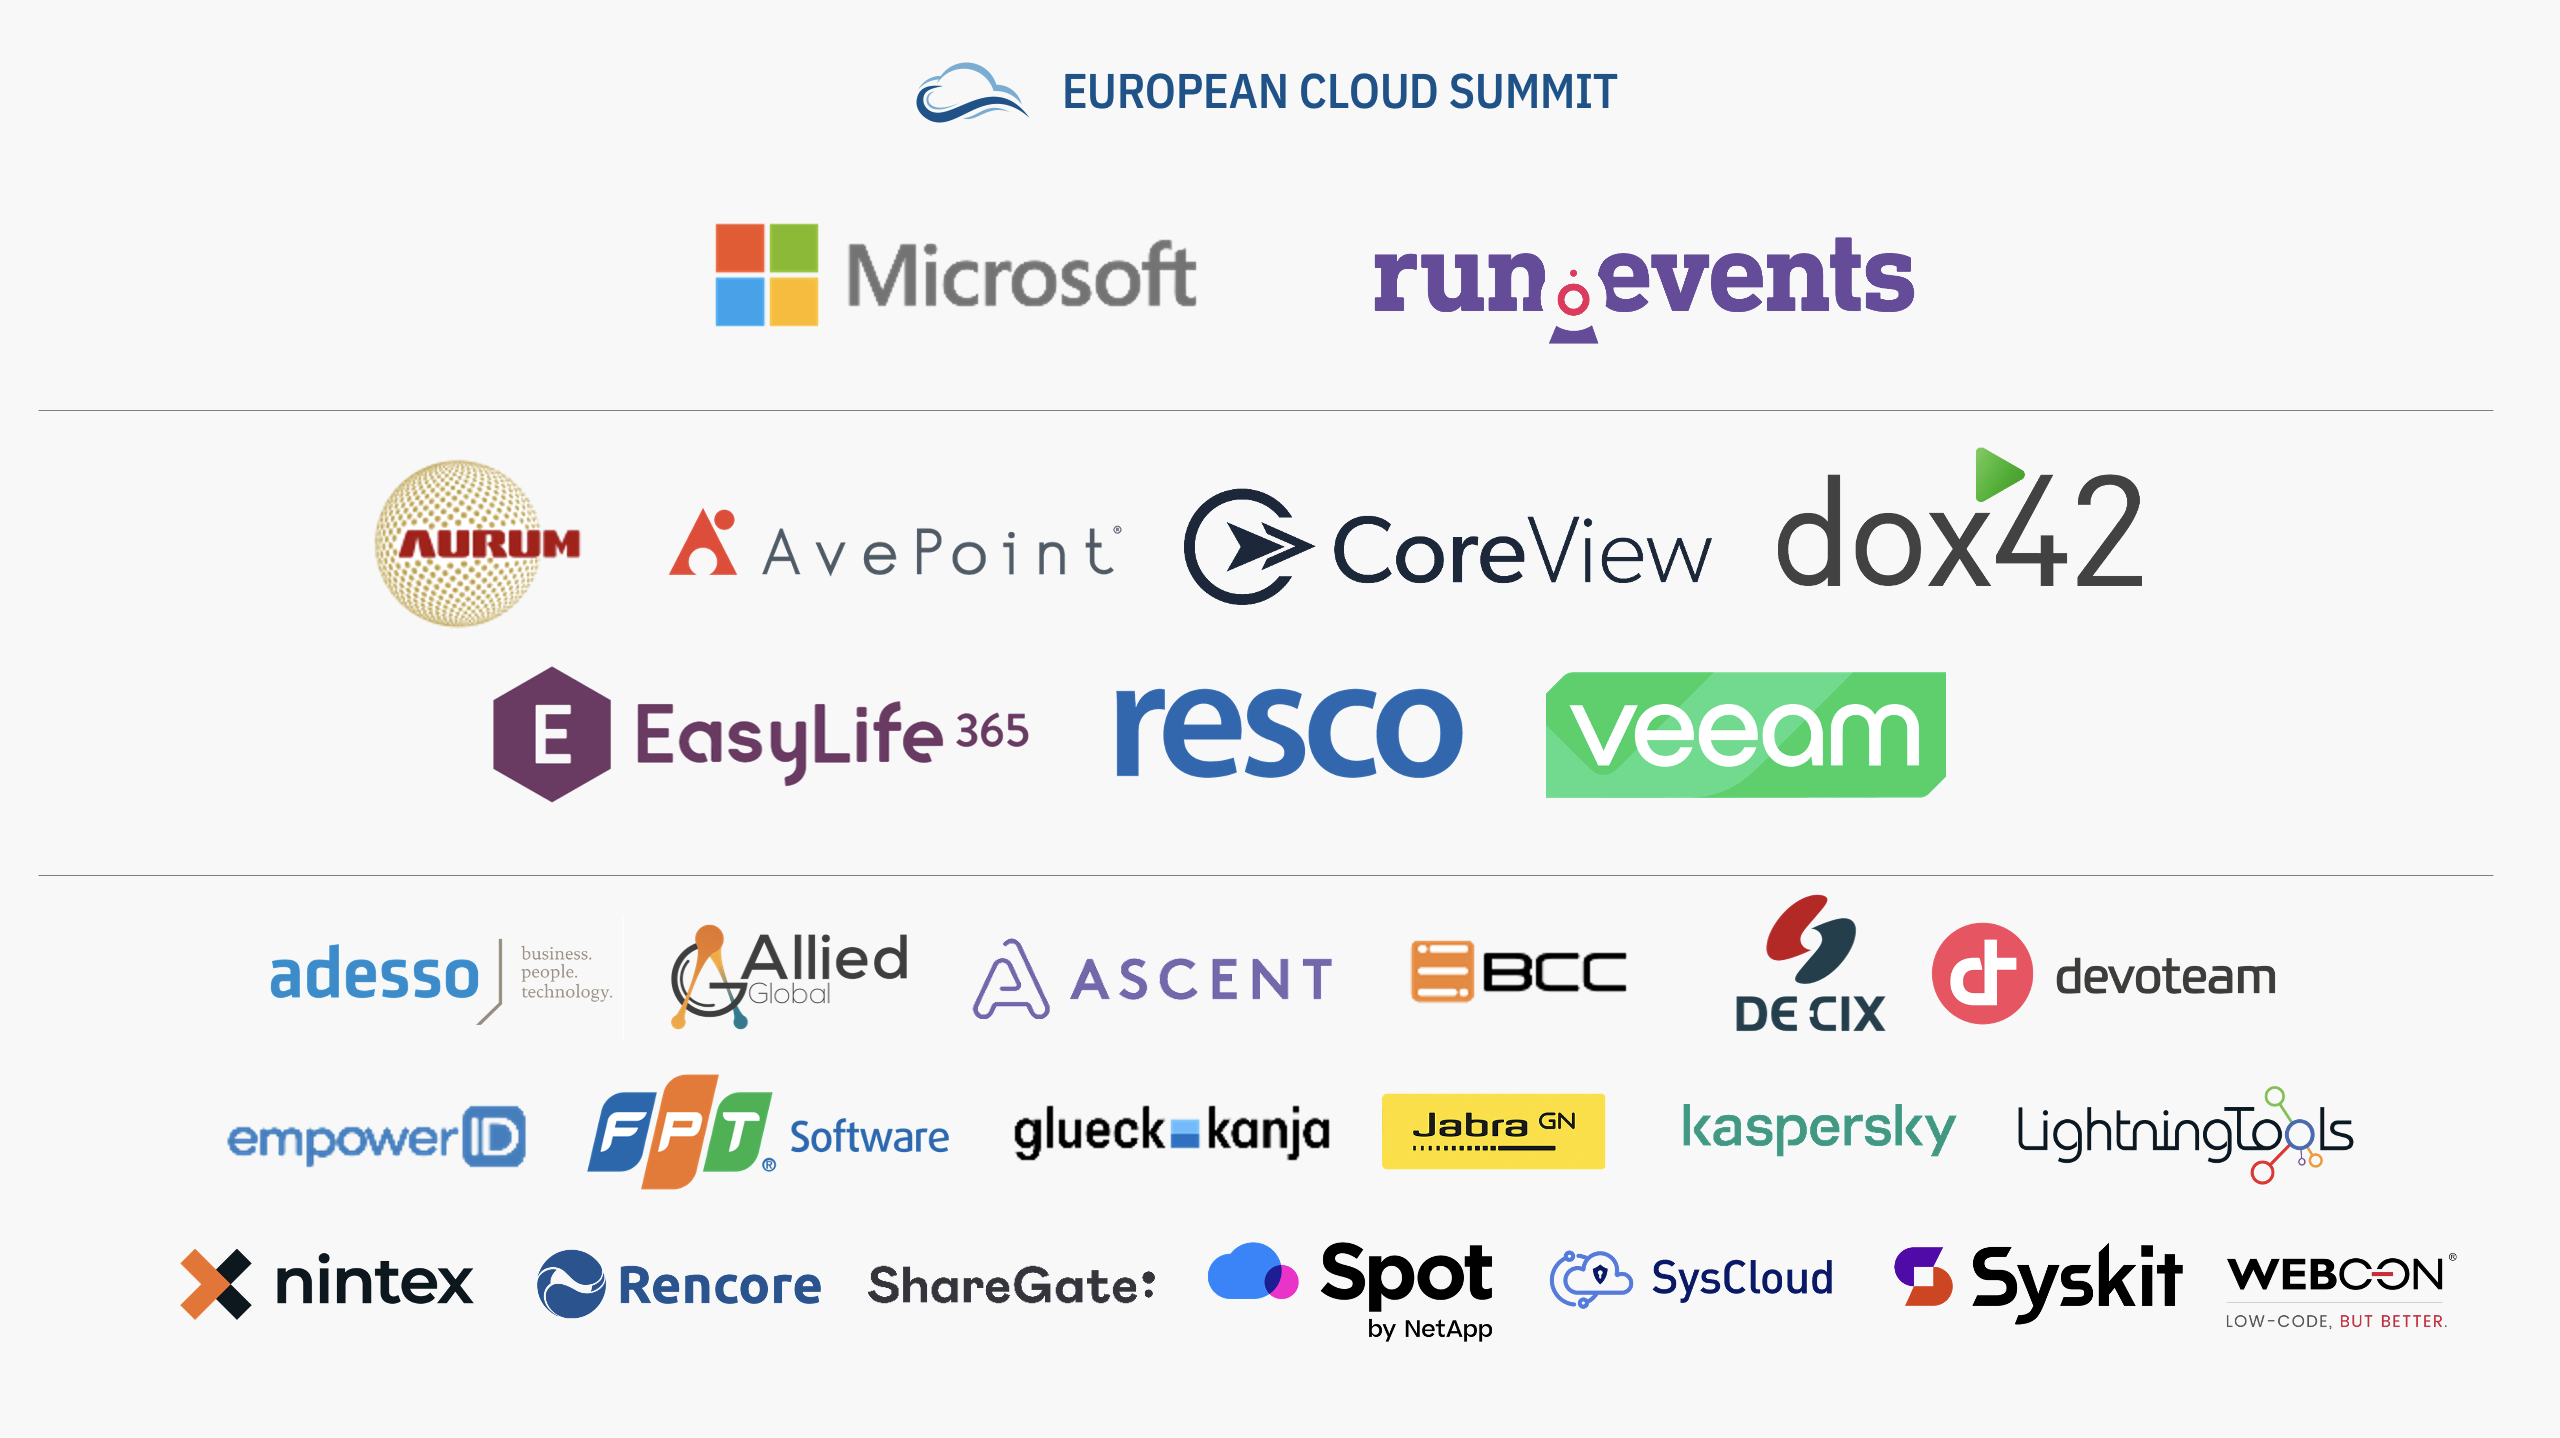 EUROPEAN CLOUD SUMMIT
Microsoft
run.events
AURUM
AvePoint®
CoreView
dox42
E EasyLife 365
resco
veeam
adesso
business.
people.
technology.
Allied
Global
ASCENT
BCC
DE CIX
devoteam
empowerID
FPT® Software
glueck kanja
Jabra GN
kaspersky
LightningTools
nintex
Rencore
ShareGate:
Spot
by NetApp
SysCloud
Syskit
WEBCON®
LOW-CODE, BUT BETTER.